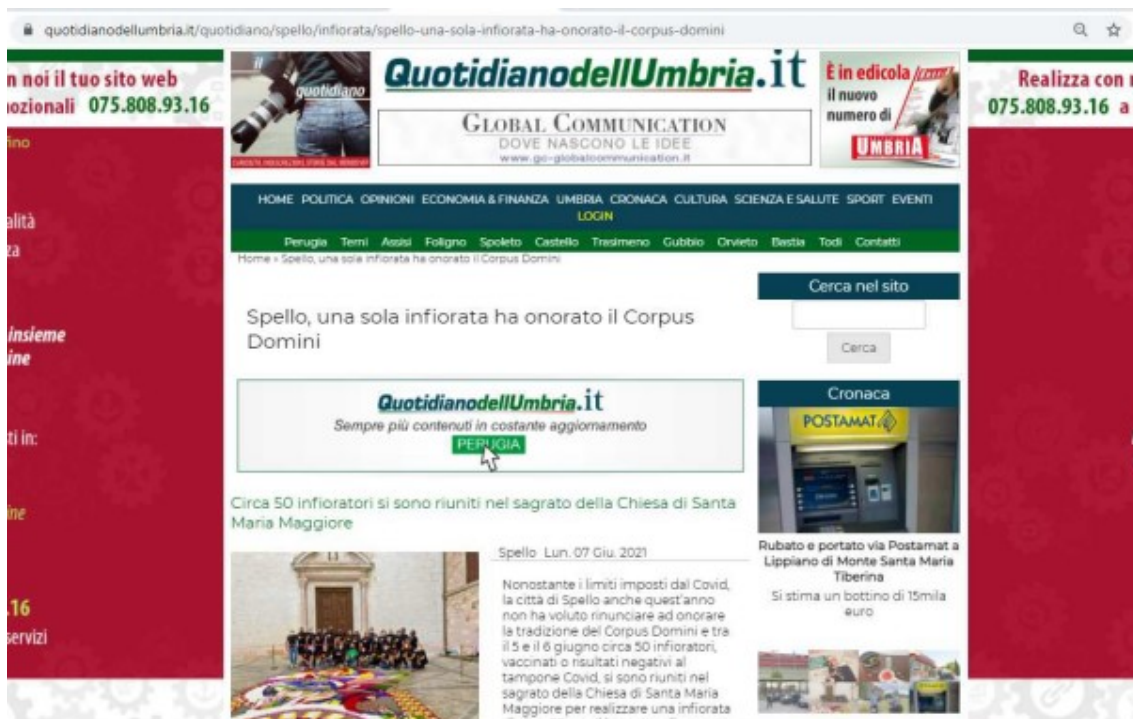 quotidianodellumbria.it/quotidiano/spello/infiorata/spello-una-sola-infiorata-ha-onorato-il-corpus-domini
n noi il tuo sito web
ozionali 075.808.93.16
quotidiano
QuotidianodellUmbria.it
GLOBAL COMMUNICATION
DOVE NASCONO LE IDEE
www.go-globalcommunication.it
È in edicola
il nuovo
numero di
UMBRIA
Realizza con n
075.808.93.16 a
fino
alità
za
insieme
ine
ti in:
ine
.16
servizi
HOME POLITICA OPINIONI ECONOMIA & FINANZA UMBRIA CRONACA CULTURA SCIENZA E SALUTE SPORT EVENTI
LOGIN
Perugia Terni Assisi Foligno Spoleto Castello Trasimeno Gubbio Orvieto Bastia Todi Contatti
Home » Spello, una sola infiorata ha onorato il Corpus Domini
Spello, una sola infiorata ha onorato il Corpus
Domini
QuotidianodellUmbria.it
Sempre più contenuti in costante aggiornamento
PERUGIA
Circa 50 infioratori si sono riuniti nel sagrato della Chiesa di Santa
Maria Maggiore
Spello Lun. 07 Giu. 2021
Nonostante i limiti imposti dal Covid,
la città di Spello anche quest'anno
non ha voluto rinunciare ad onorare
la tradizione del Corpus Domini e tra
il 5 e il 6 giugno circa 50 infioratori,
vaccinati o risultati negativi al
tampone Covid, si sono riuniti nel
sagrato della Chiesa di Santa Maria
Maggiore per realizzare una infiorata
Cerca nel sito
Cerca
Cronaca
POSTAMAT
Rubato e portato via Postamat a
Lippiano di Monte Santa Maria
Tiberina
Si stima un bottino di 15mila
euro